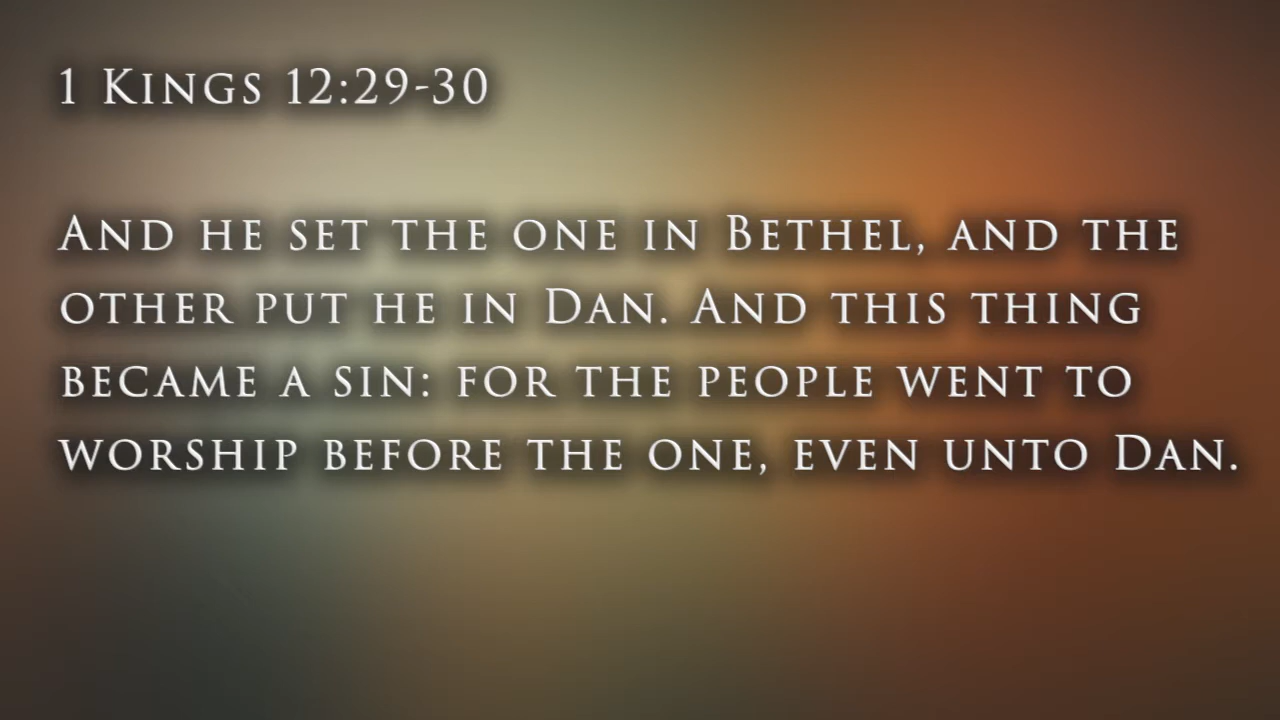 1 Kings 12:29-30
And he set the one in Bethel, and the
other put he in Dan. And this thing
became a sin: for the people went to
worship before the one, even unto Dan.